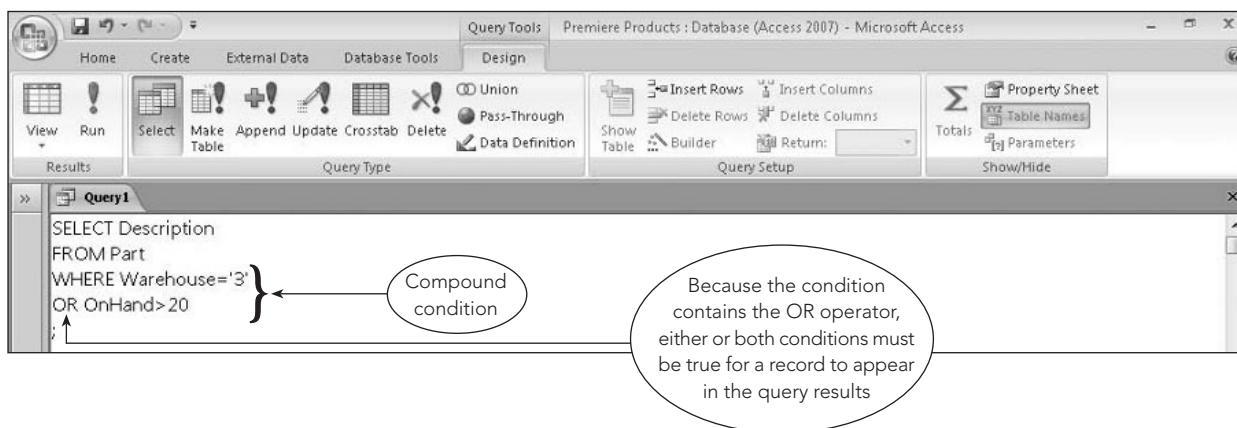 Query Tools
Premiere Products : Database (Access 2007) - Microsoft Access
Home Create External Data Database Tools Design
View
Run
Select
Make Table
Append
Update
Crosstab
Delete
Union
Pass-Through
Data Definition
Show Table
Insert Rows
Delete Rows
Builder
Insert Columns
Delete Columns
Return:
Totals
Property Sheet
Table Names
Parameters
Results
Query Type
Query Setup
Show/Hide
Query1
SELECT Description
FROM Part
WHERE Warehouse='3'
OR OnHand>20
;
Compound
condition
Because the condition
contains the OR operator,
either or both conditions must
be true for a record to appear
in the query results